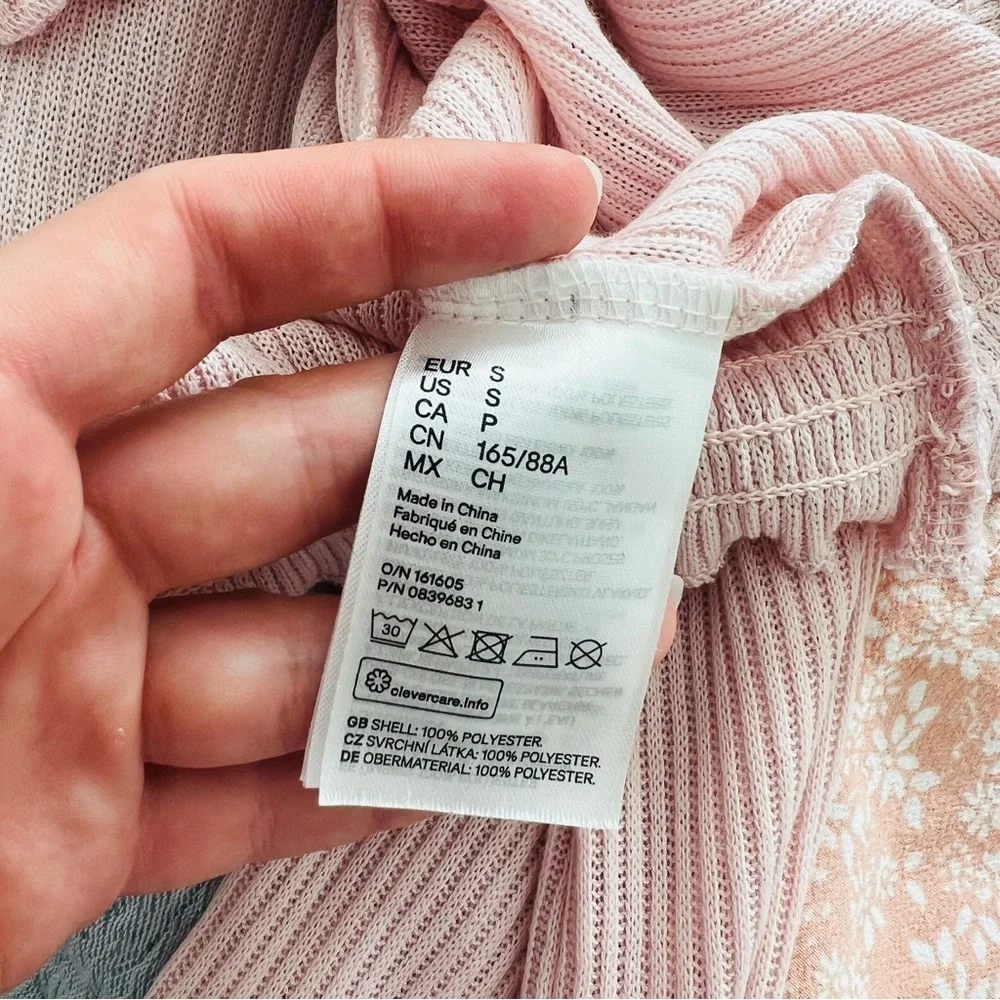 EUR S
US S
CA P
CN 165/88A
MX CH
Made in China
Fabriqué en Chine
Hecho en China
O/N 161605
P/N 0839683 1
30
clevercare.info
GB SHELL: 100% POLYESTER.
CZ SVRCHNÍ LÁTKA: 100% POLYESTER.
DE OBERMATERIAL: 100% POLYESTER.